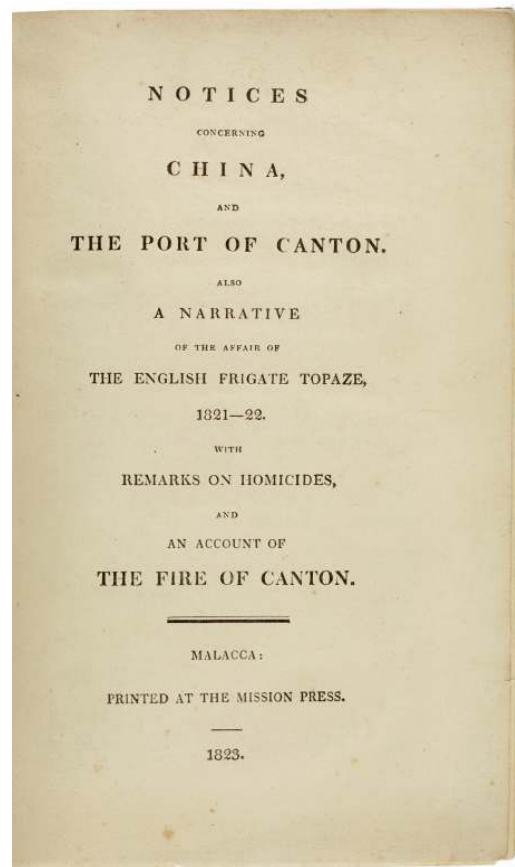 NOTICES
CONCERNING
CHINA,
AND
THE PORT OF CANTON.
ALSO
A NARRATIVE
OF THE AFFAIR OF
THE ENGLISH FRIGATE TOPAZE,
1821—22.
WITH
REMARKS ON HOMICIDES,
AND
AN ACCOUNT OF
THE FIRE OF CANTON.
MALACCA:
PRINTED AT THE MISSION PRESS.
1823.